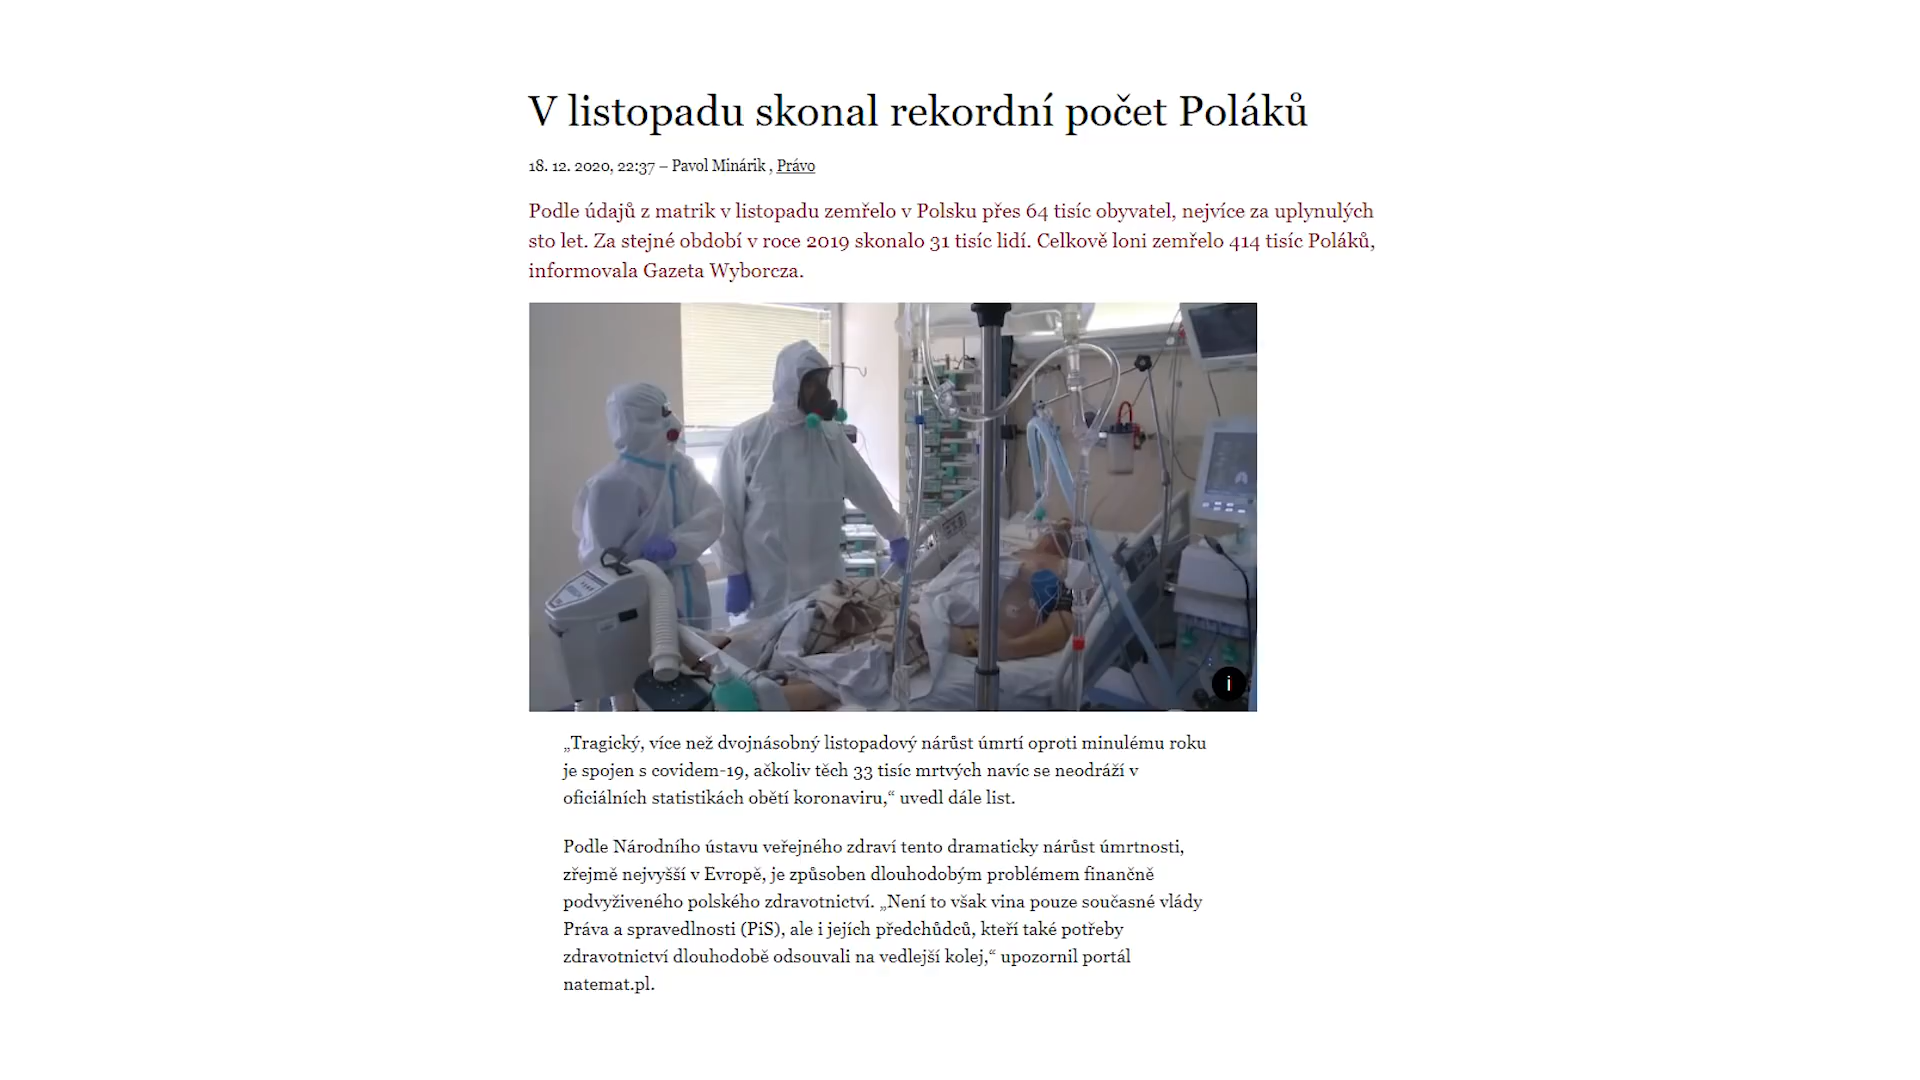 V listopadu skonal rekordní počet Poláků
18. 12. 2020, 22:37 – Pavol Minárik , Právo
Podle údajů z matrik v listopadu zemřelo v Polsku přes 64 tisíc obyvatel, nejvíce za uplynulých
sto let. Za stejné období v roce 2019 skonalo 31 tisíc lidí. Celkově loni zemřelo 414 tisíc Poláků,
informovala Gazeta Wyborcza.
i
„Tragický, více než dvojnásobný listopadový nárůst úmrtí oproti minulému roku
je spojen s covidem-19, ačkoliv těch 33 tisíc mrtvých navíc se neodráží v
oficiálních statistikách obětí koronaviru,“ uvedl dále list.
Podle Národního ústavu veřejného zdraví tento dramaticky nárůst úmrtnosti,
zřejmě nejvyšší v Evropě, je způsoben dlouhodobým problémem finančně
podvyživeného polského zdravotnictví. „Není to však vina pouze současné vlády
Práva a spravedlnosti (PiS), ale i jejích předchůdců, kteří také potřeby
zdravotnictví dlouhodobě odsouvali na vedlejší kolej,“ upozornil portál
natemat.pl.